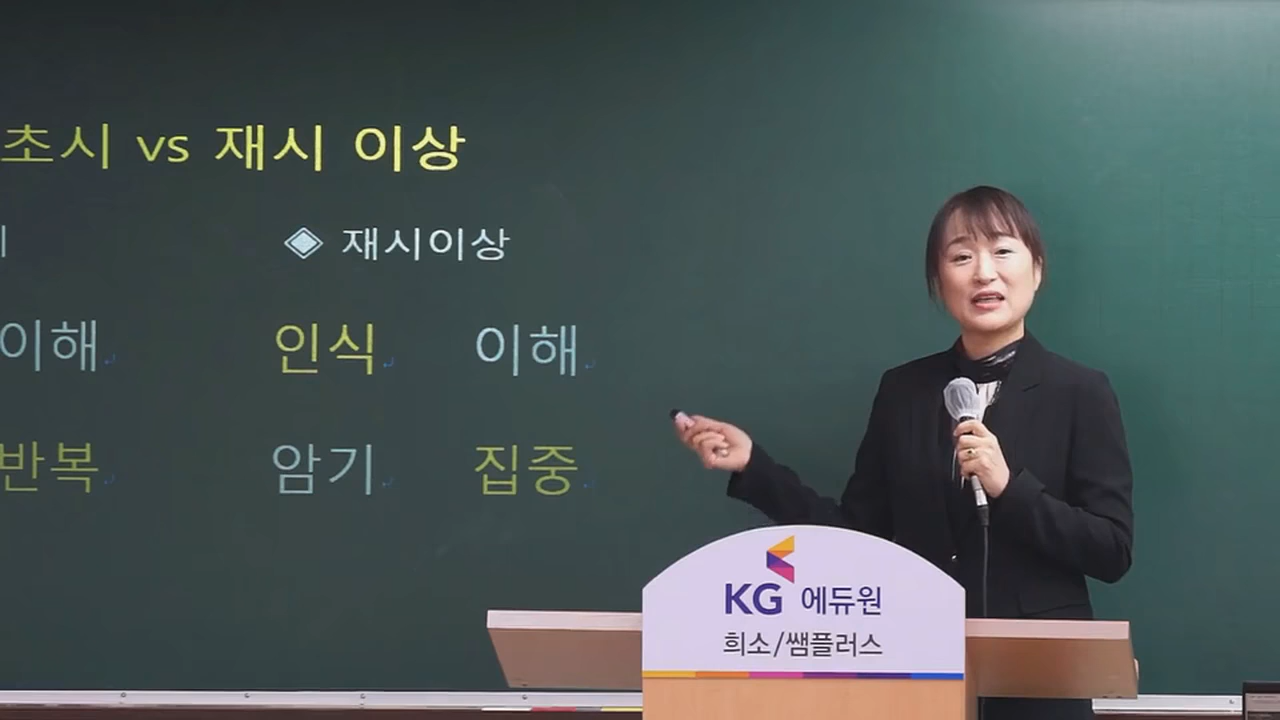 초시 vs 재시 이상
◈ 재시이상
이해 인식 이해
반복 암기 집중
KG 에듀원
희소/쌤플러스